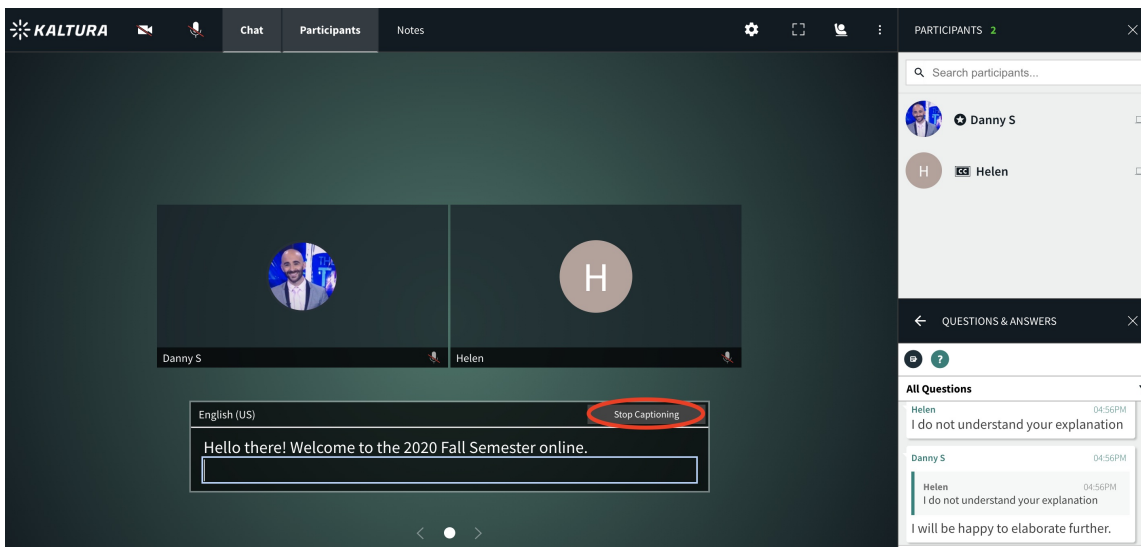 KALTURA
Chat
Participants
Notes
PARTICIPANTS 2
Search participants...
Danny S
H
CC Helen
H
Danny S
Helen
English (US)
Stop Captioning
Hello there! Welcome to the 2020 Fall Semester online.
QUESTIONS & ANSWERS
?
All Questions
Helen 04:56PM
I do not understand your explanation
Danny S 04:56PM
Helen 04:56PM
I do not understand your explanation
I will be happy to elaborate further.